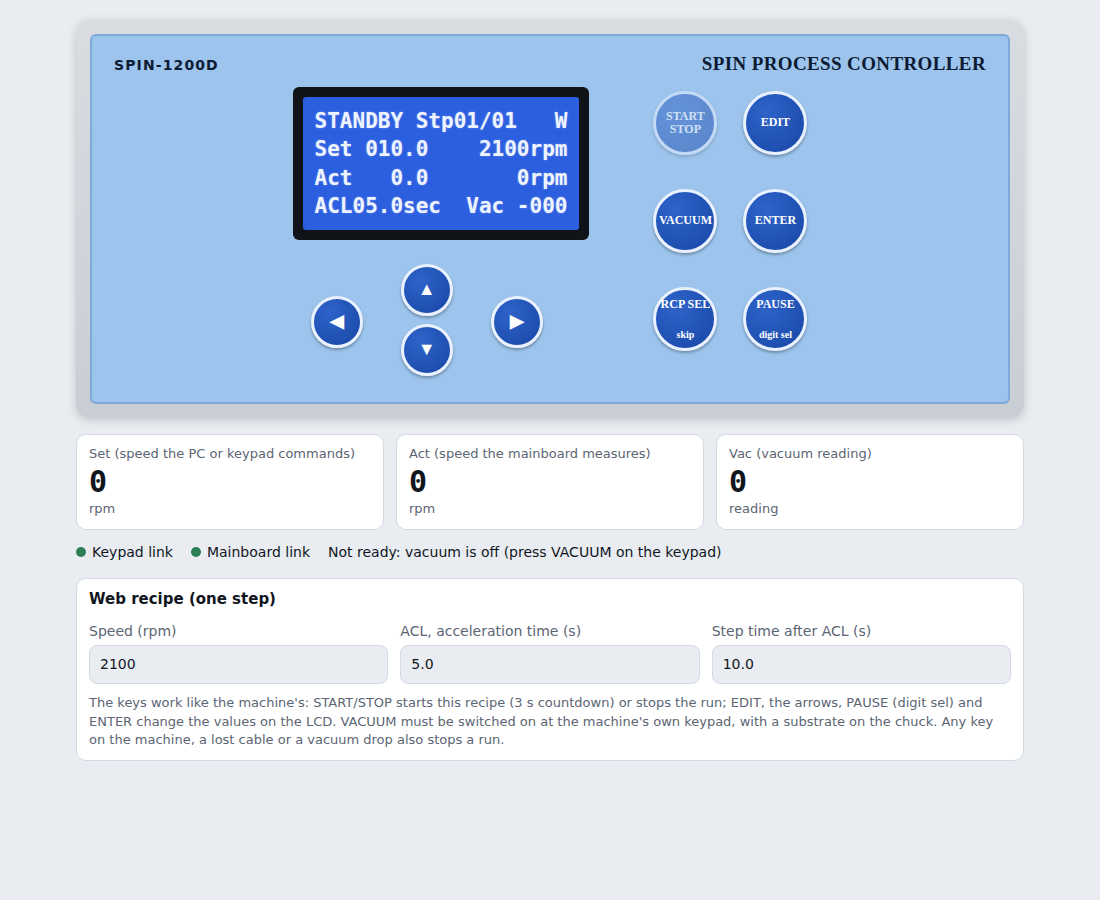 SPIN-1200D
SPIN PROCESS CONTROLLER
STANDBY Stp01/01 W
Set 010.0 2100rpm
Act 0.0 0rpm
ACL05.0sec Vac -000
START
STOP
EDIT
VACUUM
ENTER
RCP SEL
skip
PAUSE
digit sel
Set (speed the PC or keypad commands)
0
rpm
Act (speed the mainboard measures)
0
rpm
Vac (vacuum reading)
0
reading
Keypad link
Mainboard link
Not ready: vacuum is off (press VACUUM on the keypad)
Web recipe (one step)
Speed (rpm)
2100
ACL, acceleration time (s)
5.0
Step time after ACL (s)
10.0
The keys work like the machine's: START/STOP starts this recipe (3 s countdown) or stops the run; EDIT, the arrows, PAUSE (digit sel) and
ENTER change the values on the LCD. VACUUM must be switched on at the machine's own keypad, with a substrate on the chuck. Any key
on the machine, a lost cable or a vacuum drop also stops a run.